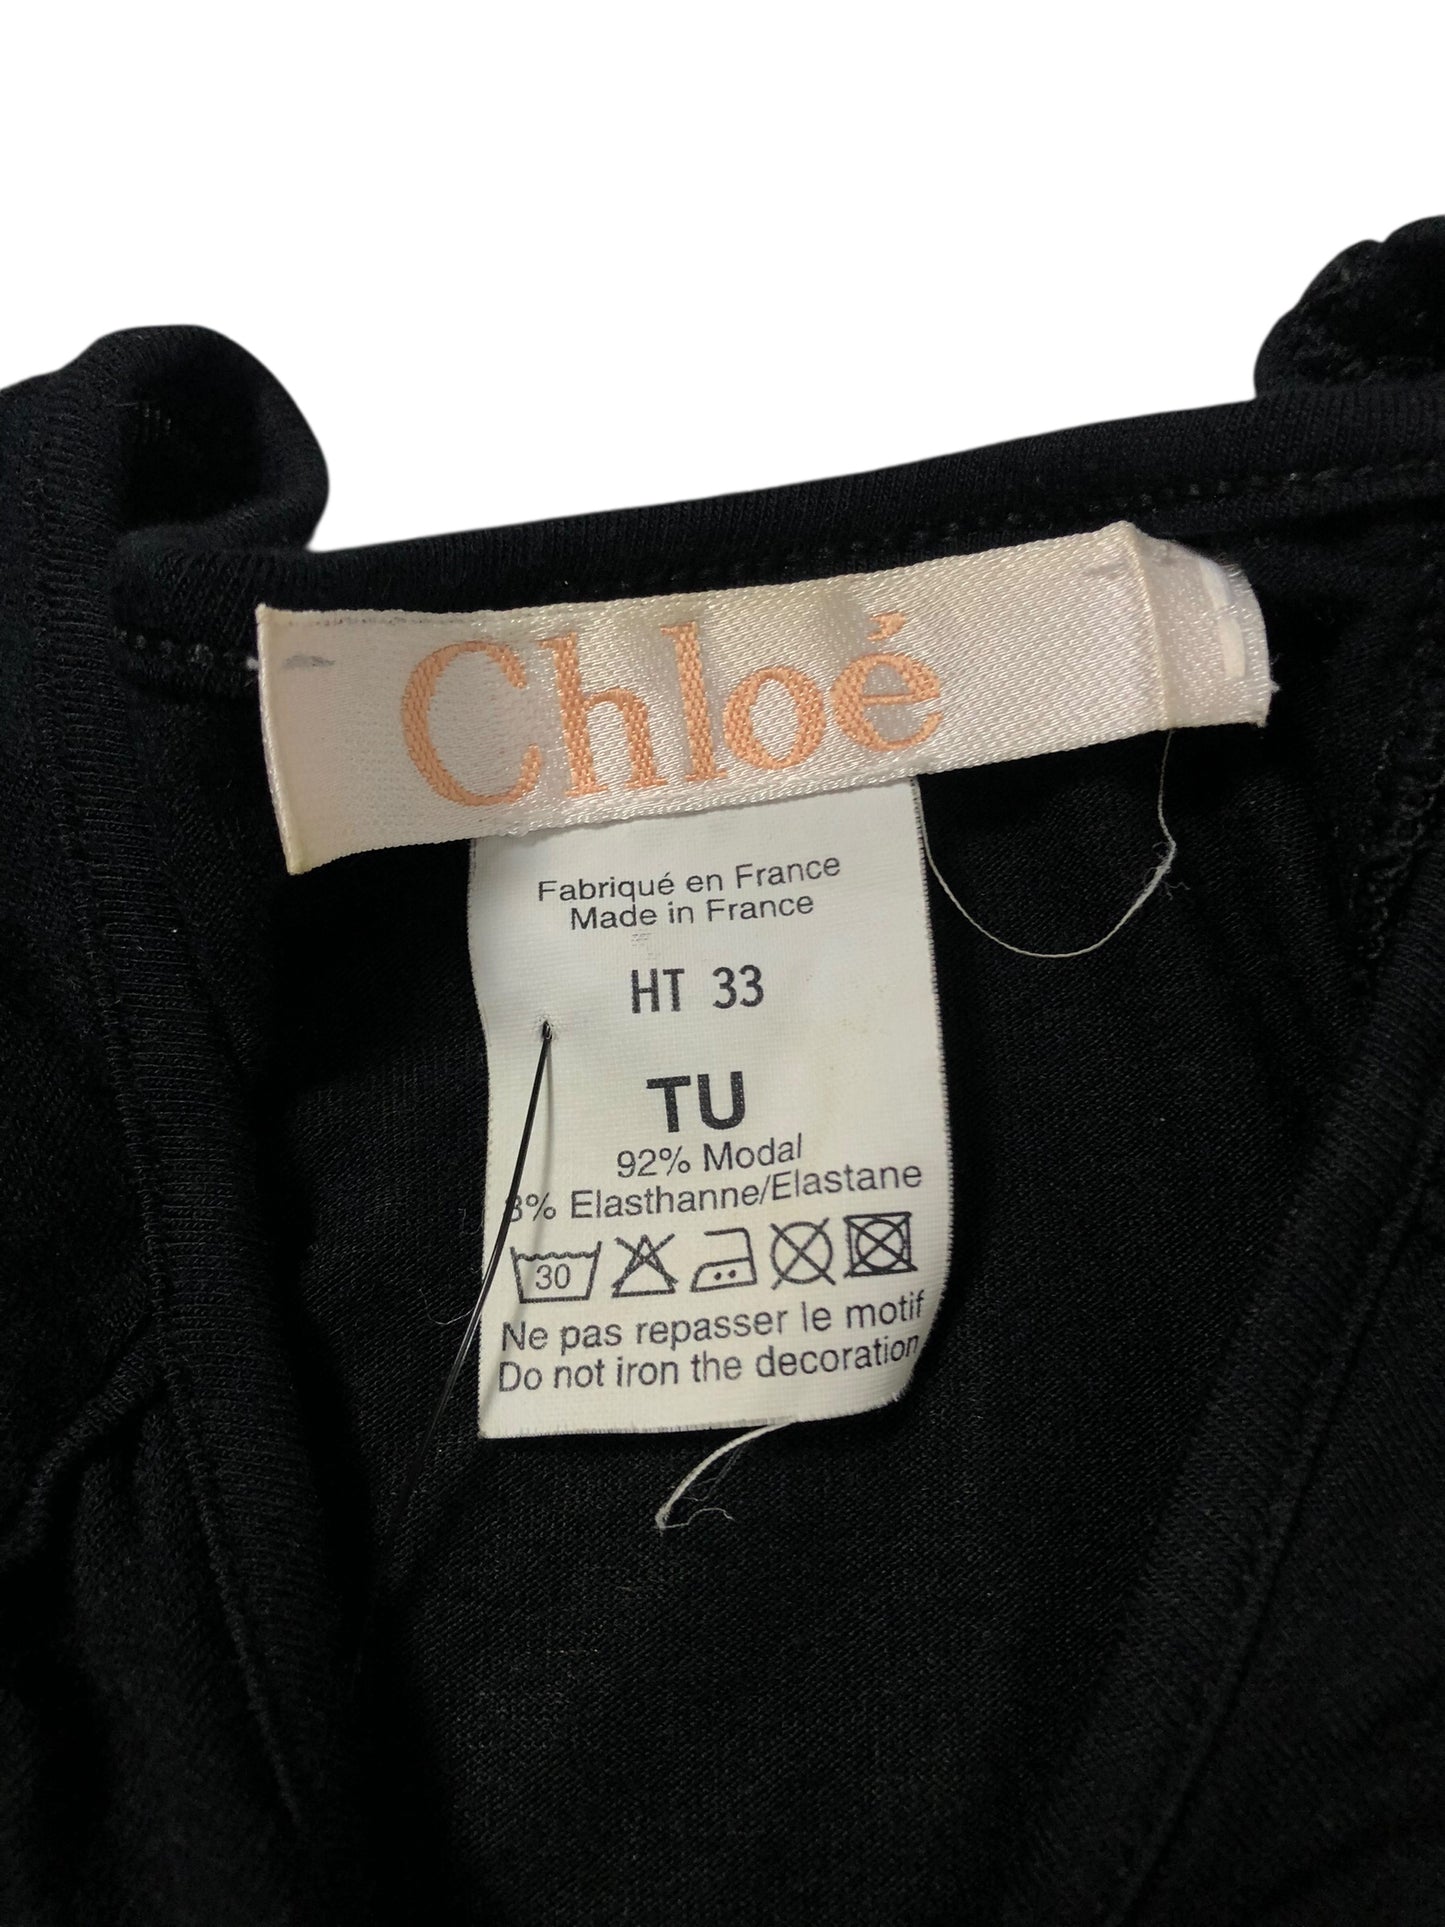 Chloé
Fabriqué en France
Made in France
HT 33
TU
92% Modal
8% Elasthanne/Elastane
30
Ne pas repasser le motif
Do not iron the decoration